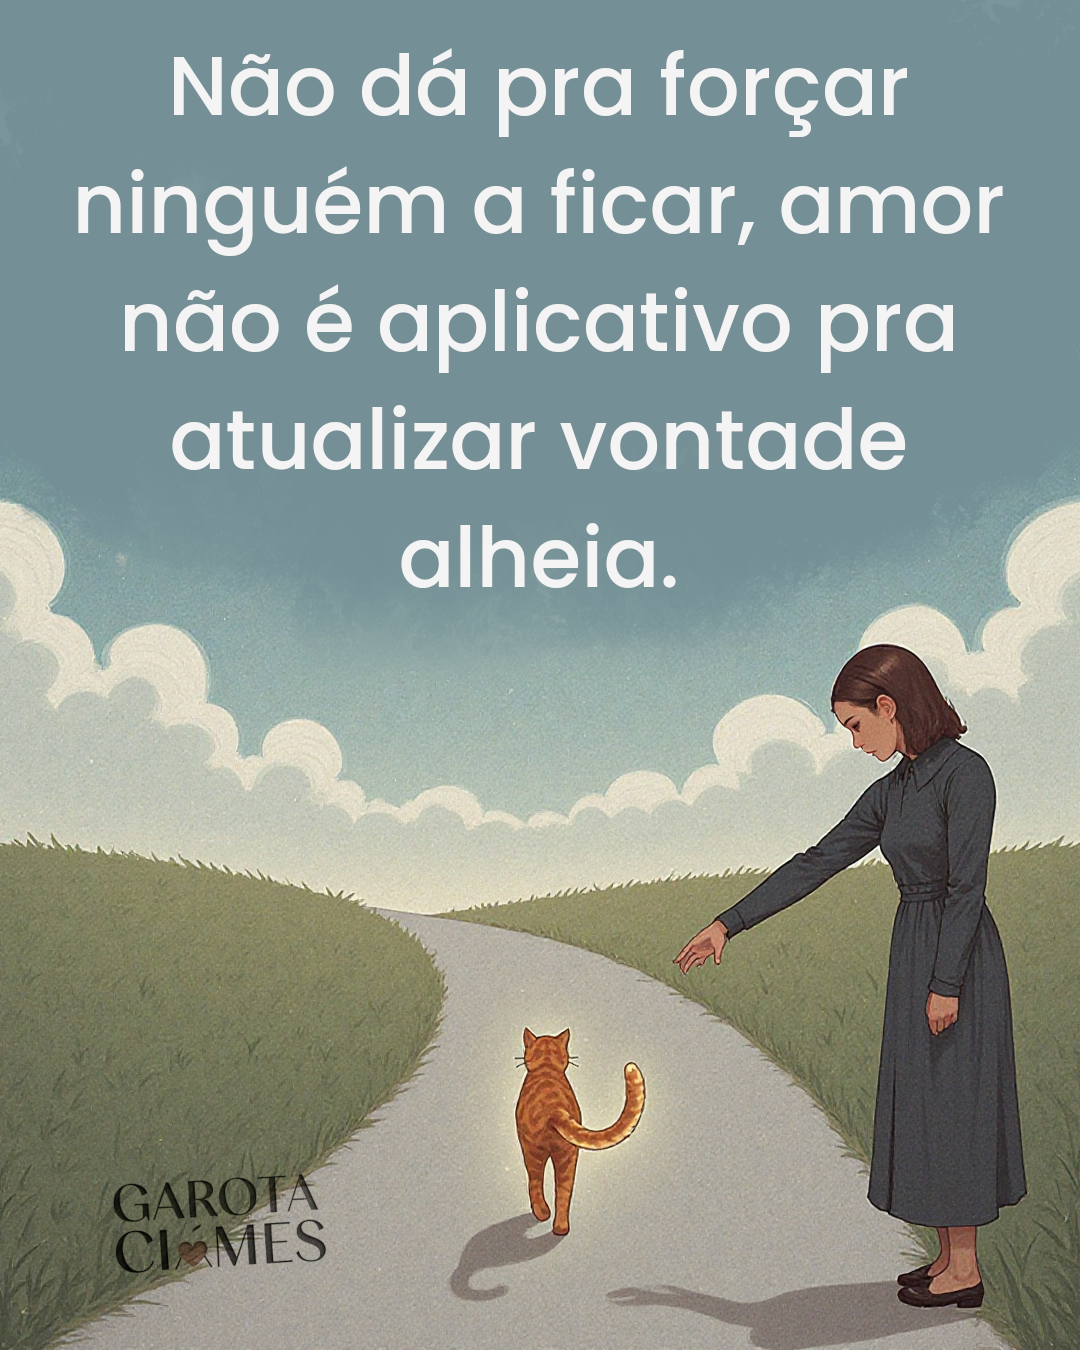 Não dá pra forçar
ninguém a ficar, amor
não é aplicativo pra
atualizar vontade
alheia.
GAROTA
CIÚMES